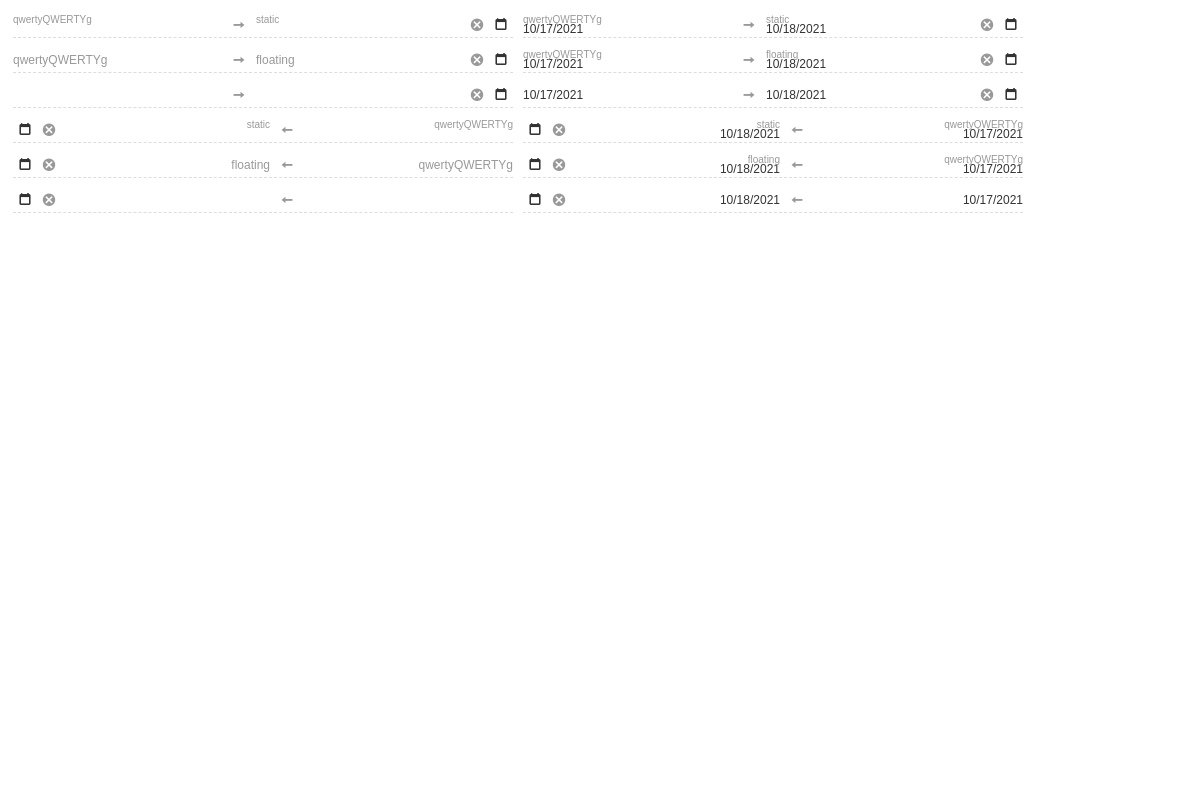 qwertyQWERTYg static qwertyQWERTYg static
10/17/2021 10/18/2021
qwertyQWERTYg floating qwertyQWERTYg floating
10/17/2021 10/18/2021
10/17/2021 10/18/2021
static qwertyQWERTYg static qwertyQWERTYg
10/18/2021 10/17/2021
floating qwertyQWERTYg floating qwertyQWERTYg
10/18/2021 10/17/2021
10/18/2021 10/17/2021